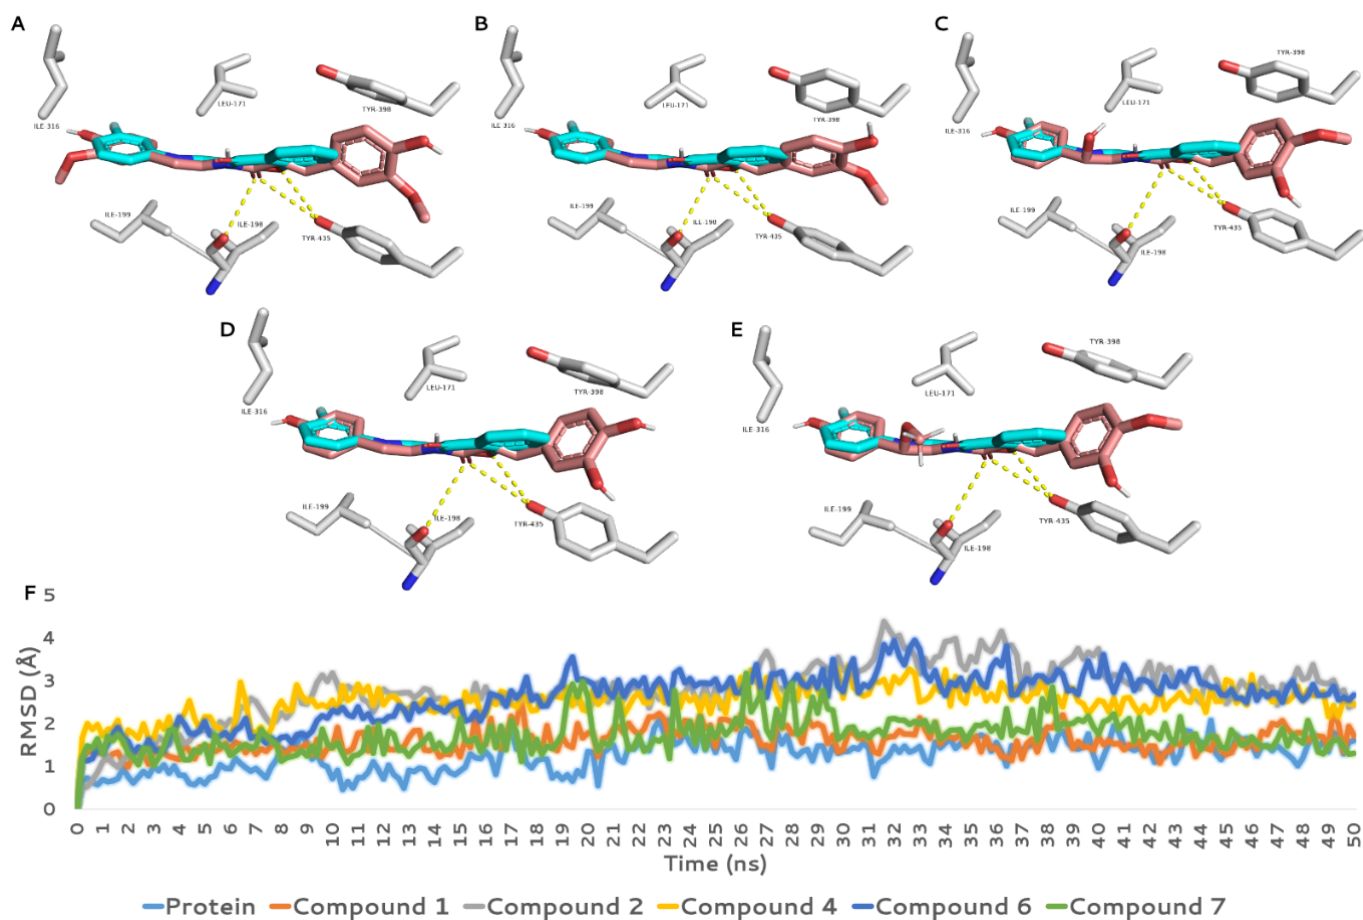 A
ILE 316
LEU-171
TYR-398
ILE-199
ILE-198
TYR-435
B
ILE 316
LEU-171
TYR-398
ILE-199
ILE-198
TYR-435
C
ILE-316
LEU-171
TYR-398
ILE-199
ILE-198
TYR-435
D
ILE-316
LEU-171
TYR-398
ILE-199
ILE-198
TYR-435
E
ILE-316
LEU-171
TYR-398
ILE-199
ILE-198
TYR-435
F
RMSD (Å)
5
4
3
2
1
0
0 1 2 3 4 5 6 7 9 10 11 12 13 14 15 16 17 18 19 20 21 22 23 24 25 26 27 28 29 30 31 32 33 34 35 36 37 38 39 40 41 42 43 44 45 46 47 48 49 50
Time (ns)
Protein Compound 1 Compound 2 Compound 4 Compound 6 Compound 7